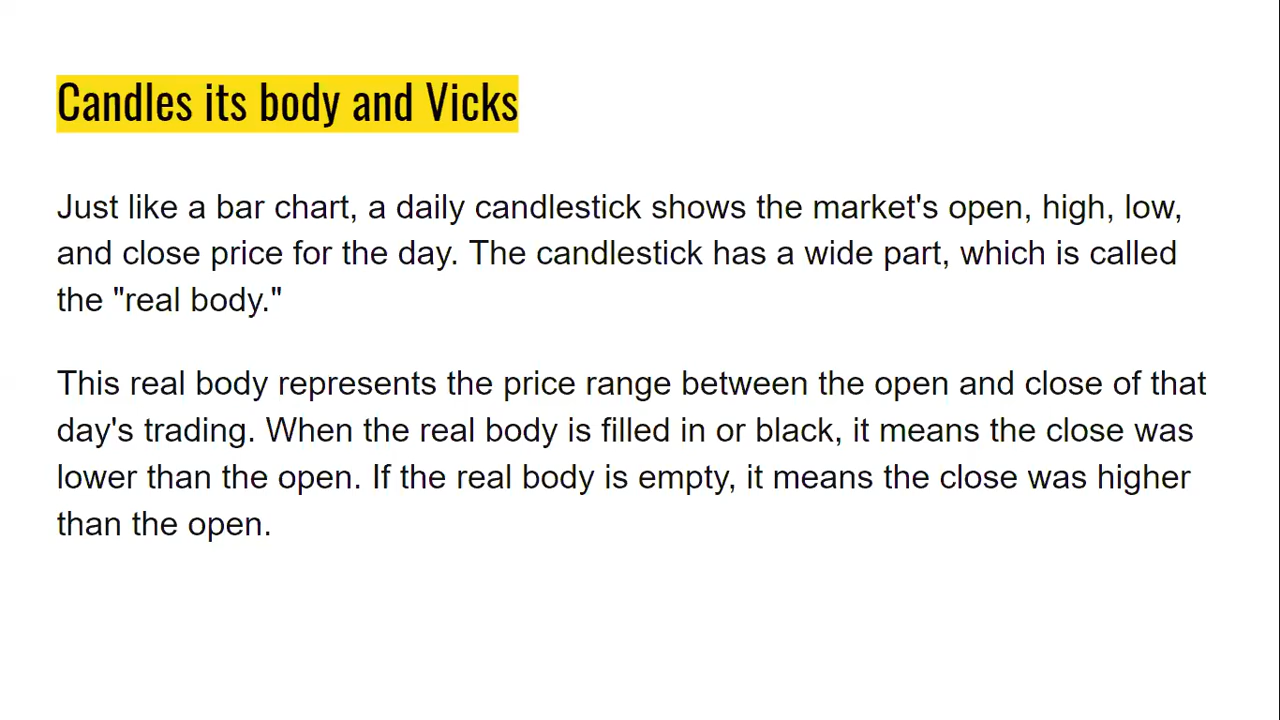 Candles its body and Vicks
Just like a bar chart, a daily candlestick shows the market's open, high, low,
and close price for the day. The candlestick has a wide part, which is called
the "real body."
This real body represents the price range between the open and close of that
day's trading. When the real body is filled in or black, it means the close was
lower than the open. If the real body is empty, it means the close was higher
than the open.